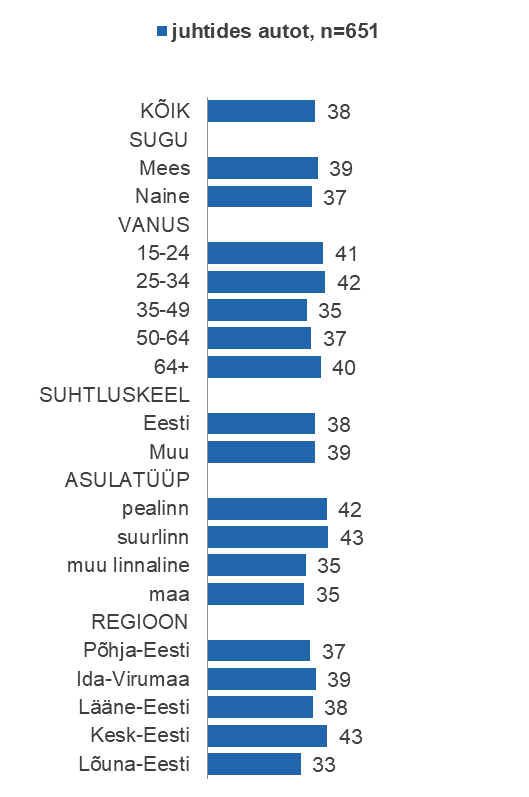 juhtides autot, n=651
KÕIK 38
SUGU
Mees 39
Naine 37
VANUS
15-24 41
25-34 42
35-49 35
50-64 37
64+ 40
SUHTLUSKEEL
Eesti 38
Muu 39
ASULATÜÜP
pealinn 42
suurlinn 43
muu linnaline 35
maa 35
REGIOON
Põhja-Eesti 37
Ida-Virumaa 39
Lääne-Eesti 38
Kesk-Eesti 43
Lõuna-Eesti 33